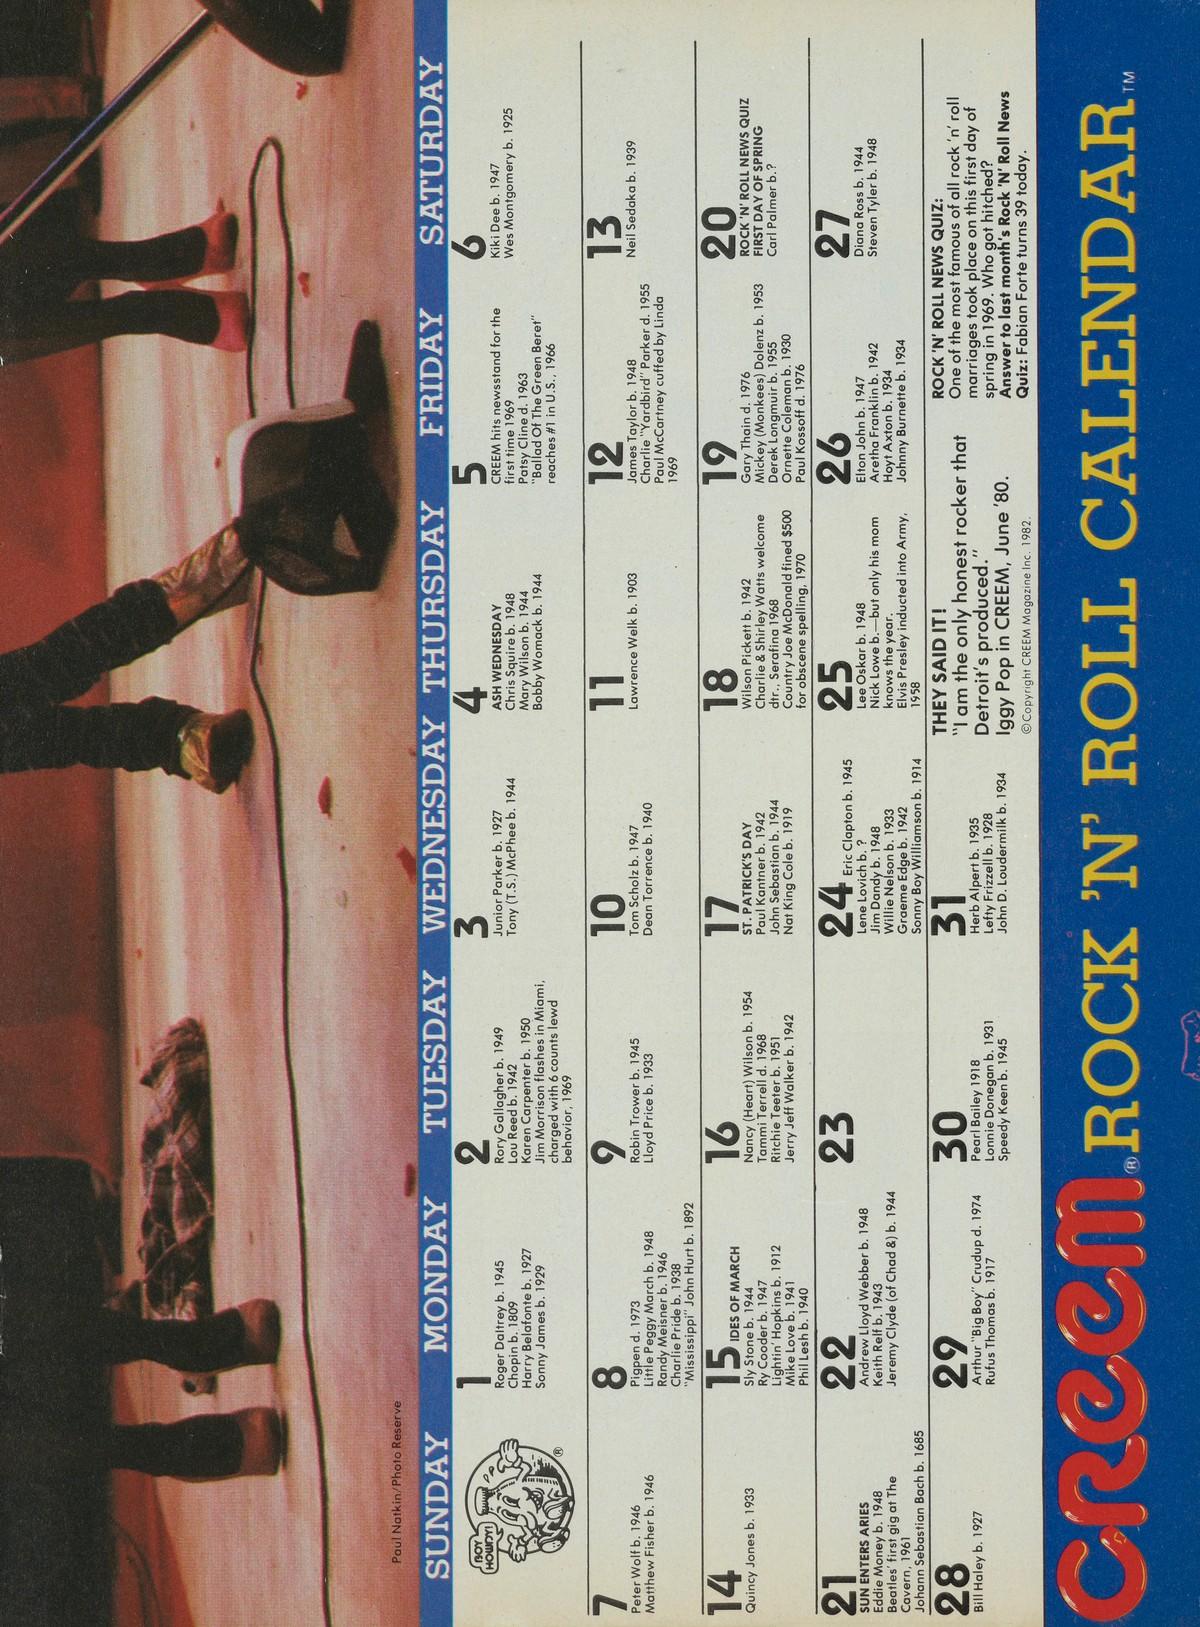 Paul Natkin/Photo Reserve
SUNDAY MONDAY TUESDAY WEDNESDAY THURSDAY FRIDAY SATURDAY
BOY
HOWDY!
®
1
Roger Daltrey b. 1945
Chopin b. 1809
Harry Belafonte b. 1927
Sonny James b. 1929
2
Rory Gallagher b. 1949
Lou Reed b. 1942
Karen Carpenter b. 1950
Jim Morrison flashes in Miami,
charged with 6 counts lewd
behavior, 1969
3
Junior Parker b. 1927
Tony (T.S.) McPhee b. 1944
4
ASH WEDNESDAY
Chris Squire b. 1948
Mary Wilson b. 1944
Bobby Womack b. 1944
5
CREEM hits newsstand for the
first time 1969
Patsy Cline d. 1963
"Ballad Of The Green Beret"
reaches #1 in U.S., 1966
6
Kiki Dee b. 1947
Wes Montgomery b. 1925
7
Peter Wolf b. 1946
Matthew Fisher b. 1946
8
Pigpen d. 1973
Little Peggy March b. 1948
Randy Meisner b. 1946
Charlie Pride b. 1938
"Mississippi" John Hurt b. 1892
9
Robin Trower b. 1945
Lloyd Price b. 1933
10
Tom Scholz b. 1947
Dean Torrence b. 1940
11
Lawrence Welk b. 1903
12
James Taylor b. 1948
Charlie "Yardbird" Parker d. 1955
Paul McCartney cuffed by Linda
1969
13
Neil Sedaka b. 1939
14
Quincy Jones b. 1933
15 IDES OF MARCH
Sly Stone b. 1944
Ry Cooder b. 1947
Lightin' Hopkins b. 1912
Mike Love b. 1941
Phil Lesh b. 1940
16
Nancy (Heart) Wilson b. 1954
Tammi Terrell d. 1968
Ritchie Teeter b. 1951
Jerry Jeff Walker b. 1942
17
ST. PATRICK'S DAY
Paul Kantner b. 1942
John Sebastian b. 1944
Nat King Cole b. 1919
18
Wilson Pickett b. 1942
Charlie & Shirley Watts welcome
dtr., Serafina 1968
Country Joe McDonald fined $500
for obscene spelling, 1970
19
Gary Thain d. 1976
Mickey (Monkees) Dolenz b. 1953
Derek Longmuir b. 1955
Ornette Coleman b. 1930
Paul Kossoff d. 1976
20
ROCK 'N' ROLL NEWS QUIZ
FIRST DAY OF SPRING
Carl Palmer b.?
21
SUN ENTERS ARIES
Eddie Money b. 1948
Beatles' first gig at The
Cavern, 1961
Johann Sebastian Bach b. 1685
22
Andrew Lloyd Webber b. 1948
Keith Relf b. 1943
Jeremy Clyde (of Chad &) b. 1944
23
24 Eric Clapton b. 1945
Lene Lovich b. ?
Jim Dandy b. 1948
Willie Nelson b. 1933
Graeme Edge b. 1942
Sonny Boy Williamson b. 1914
25
Lee Oskar b. 1948
Nick Lowe b.—but only his mom
knows the year.
Elvis Presley inducted into Army,
1958
26
Elton John b. 1947
Aretha Franklin b. 1942
Hoyt Axton b. 1934
Johnny Burnette b. 1934
27
Diana Ross b. 1944
Steven Tyler b. 1948
28
Bill Haley b. 1927
29
Arthur "Big Boy" Crudup d. 1974
Rufus Thomas b. 1917
30
Pearl Bailey 1918
Lonnie Donegan b. 1931
Speedy Keen b. 1945
31
Herb Alpert b. 1935
Lefty Frizzell b. 1928
John D. Loudermilk b. 1934
THEY SAID IT!
"I am the only honest rocker that
Detroit's produced."
Iggy Pop in CREEM, June '80.
© Copyright CREEM Magazine Inc. 1982.
ROCK 'N' ROLL NEWS QUIZ:
One of the most famous of all rock 'n' roll
marriages took place on this first day of
spring in 1969. Who got hitched?
Answer to last month's Rock 'N' Roll News
Quiz: Fabian Forte turns 39 today.
CREEM® ROCK 'N' ROLL CALENDAR™